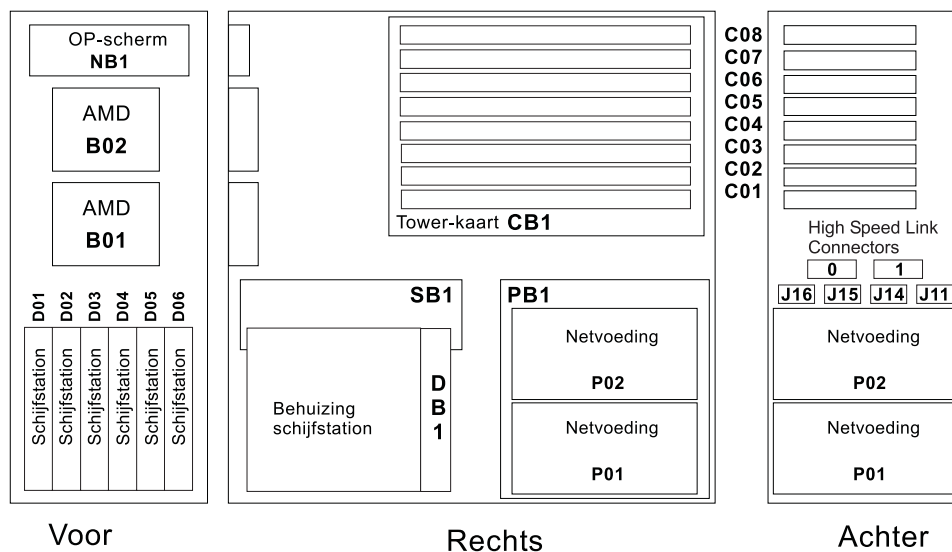 OP-scherm
NB1
AMD
B02
AMD
B01
D01
D02
D03
D04
D05
D06
Schijfstation
Schijfstation
Schijfstation
Schijfstation
Schijfstation
Schijfstation
Voor
Tower-kaart CB1
SB1
DB1
Behuizing
schijfstation
PB1
Netvoeding
P02
Netvoeding
P01
Rechts
C08
C07
C06
C05
C04
C03
C02
C01
High Speed Link
Connectors
0 1
J16 J15 J14 J11
Netvoeding
P02
Netvoeding
P01
Achter